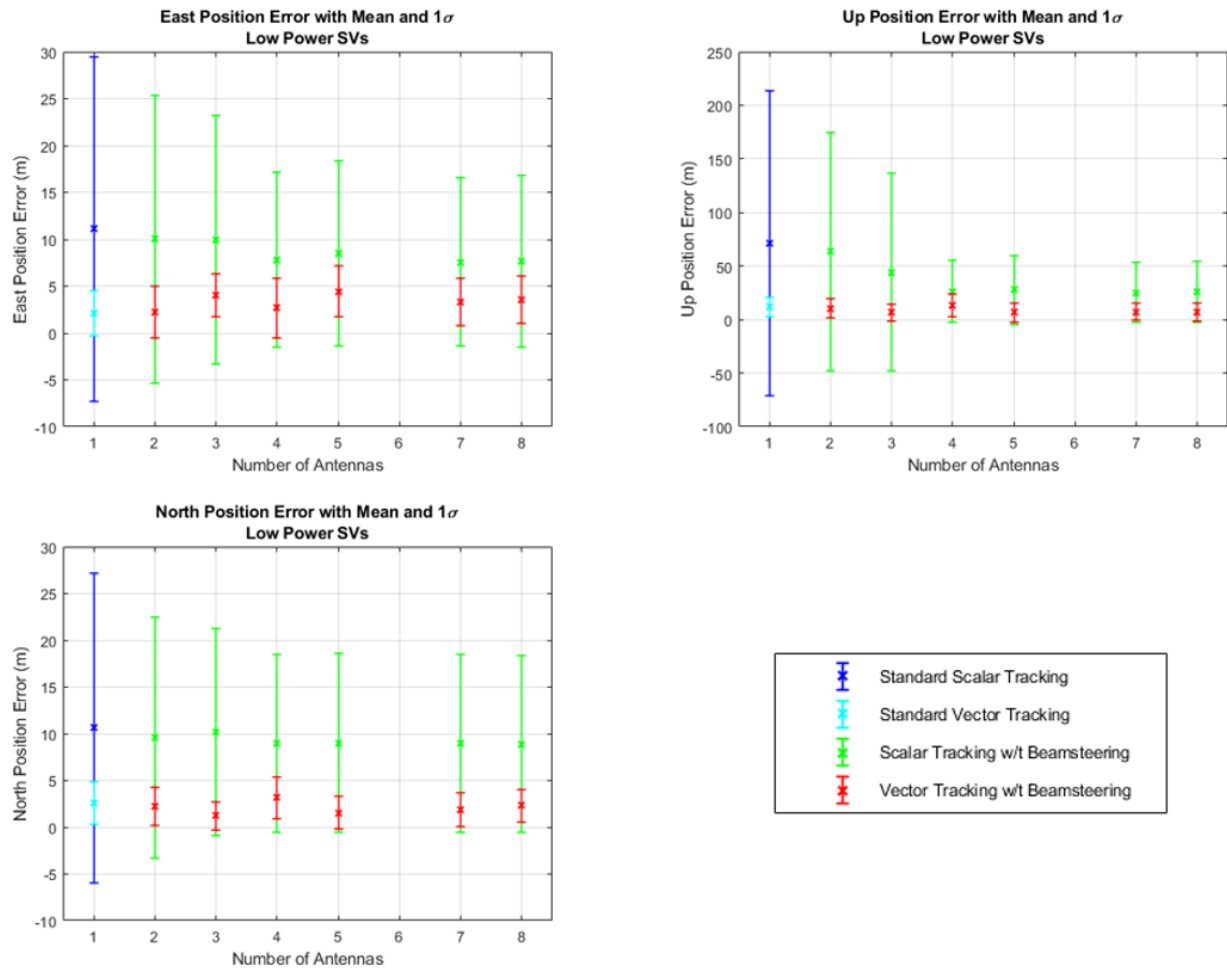 East Position Error with Mean and 1σ
Low Power SVs
30
25
20
15
10
5
0
-5
-10
East Position Error (m)
1 2 3 4 5 6 7 8
Number of Antennas
Up Position Error with Mean and 1σ
Low Power SVs
250
200
150
100
50
0
-50
-100
Up Position Error (m)
1 2 3 4 5 6 7 8
Number of Antennas
North Position Error with Mean and 1σ
Low Power SVs
30
25
20
15
10
5
0
-5
-10
North Position Error (m)
1 2 3 4 5 6 7 8
Number of Antennas
Standard Scalar Tracking
Standard Vector Tracking
Scalar Tracking w/t Beamsteering
Vector Tracking w/t Beamsteering